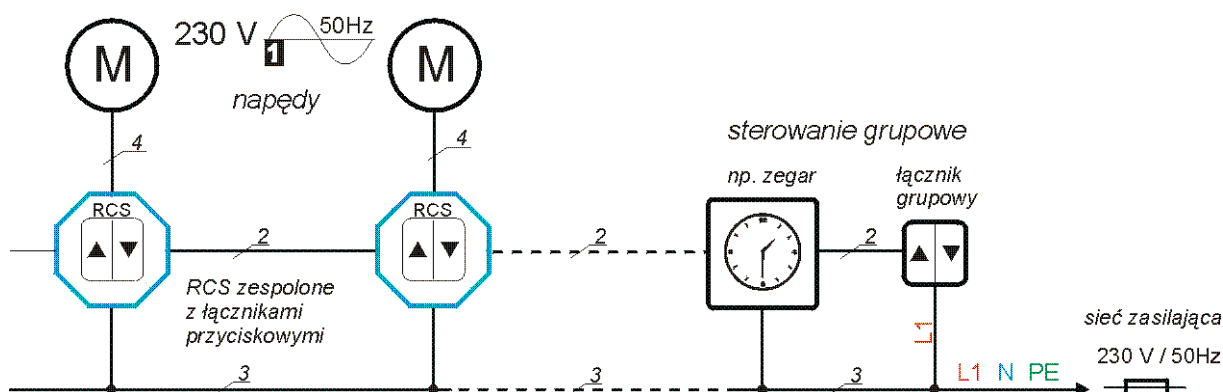 230 V
1
50Hz
M
M
napędy
4
4
sterowanie grupowe
np. zegar
łącznik
grupowy
RCS
RCS
2
2
2
RCS zespolone
z łącznikami
przyciskowymi
L1
sieć zasilająca
230 V / 50Hz
3
3
3
L1 N PE